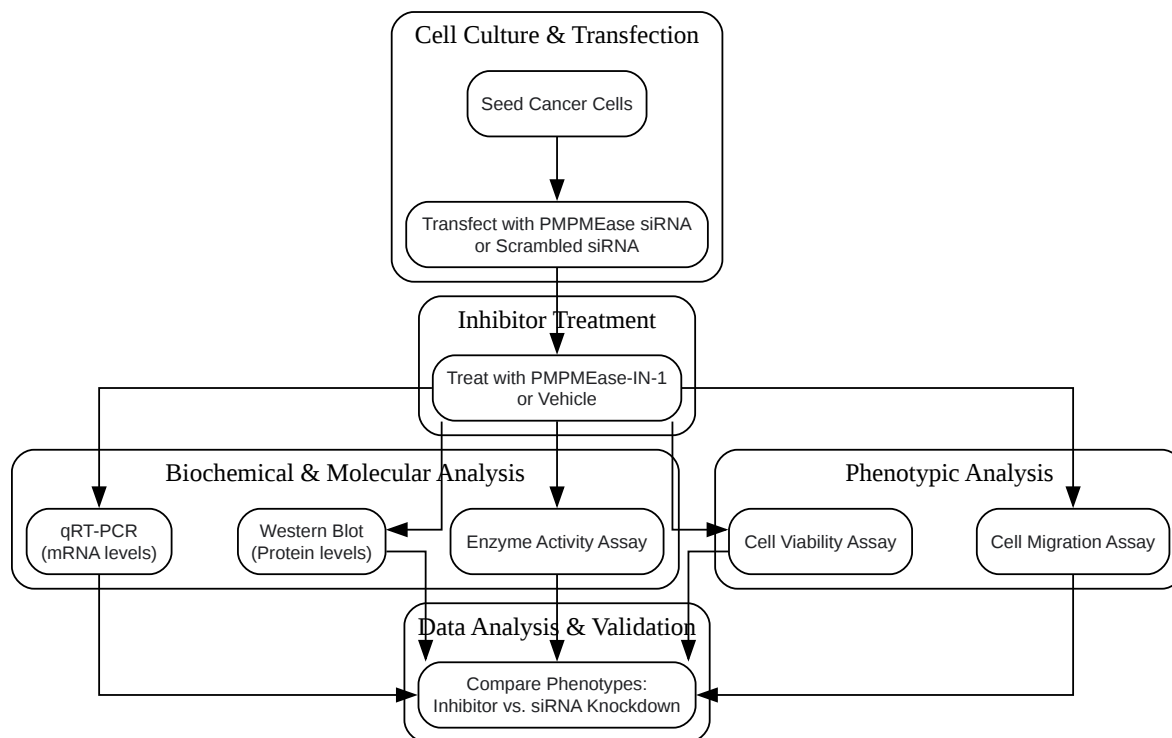 Cell Culture & Transfection
Seed Cancer Cells
Transfect with PMPMEase siRNA
or Scrambled siRNA
Inhibitor Treatment
Treat with PMPMEase-IN-1
or Vehicle
Biochemical & Molecular Analysis
Phenotypic Analysis
qRT-PCR
(mRNA levels)
Western Blot
(Protein levels)
Enzyme Activity Assay
Cell Viability Assay
Cell Migration Assay
Data Analysis & Validation
Compare Phenotypes:
Inhibitor vs. siRNA Knockdown